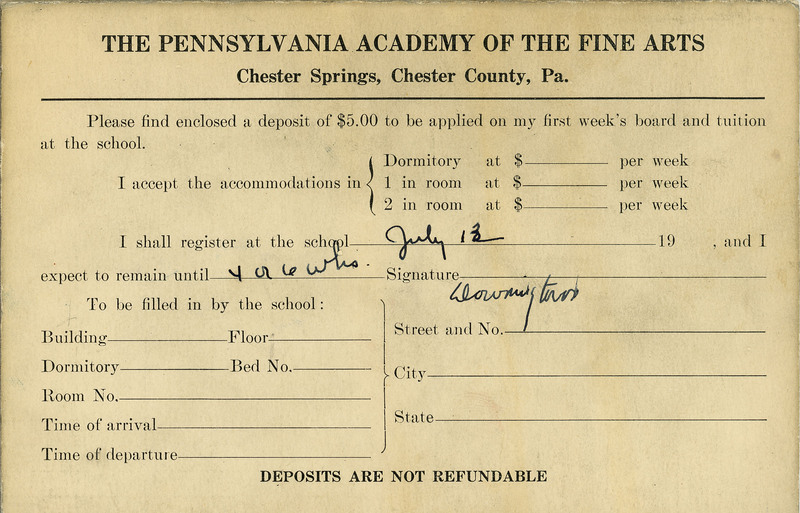 THE PENNSYLVANIA ACADEMY OF THE FINE ARTS
Chester Springs, Chester County, Pa.
Please find enclosed a deposit of $5.00 to be applied on my first week's board and tuition
at the school.
I accept the accommodations in
Dormitory at $ per week
1 in room at $ per week
2 in room at $ per week
I shall register at the school July 13 19 , and I
expect to remain until 4 or 6 wks. Signature
Downingtown
To be filled in by the school:
Building Floor
Dormitory Bed No.
Room No.
Time of arrival
Time of departure
Street and No.
City
State
DEPOSITS ARE NOT REFUNDABLE